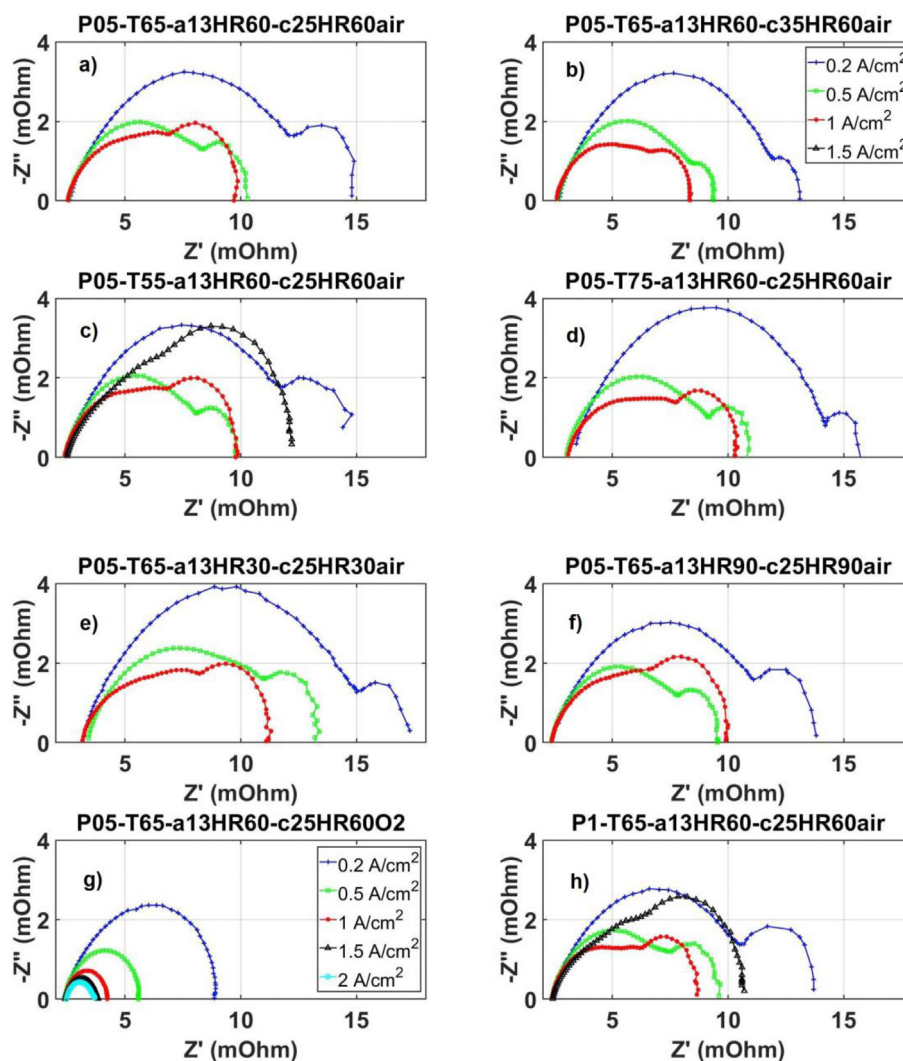 P05-T65-a13HR60-c25HR60air
a)
4
2
0
-Z'' (mOhm)
5
10
15
Z' (mOhm)
P05-T65-a13HR60-c35HR60air
b)
0.2 A/cm2
0.5 A/cm2
1 A/cm2
1.5 A/cm2
4
2
0
-Z'' (mOhm)
5
10
15
Z' (mOhm)
P05-T55-a13HR60-c25HR60air
c)
4
2
0
-Z'' (mOhm)
5
10
15
Z' (mOhm)
P05-T75-a13HR60-c25HR60air
d)
4
2
0
-Z'' (mOhm)
5
10
15
Z' (mOhm)
P05-T65-a13HR30-c25HR30air
e)
4
2
0
-Z'' (mOhm)
5
10
15
Z' (mOhm)
P05-T65-a13HR90-c25HR90air
f)
4
2
0
-Z'' (mOhm)
5
10
15
Z' (mOhm)
P05-T65-a13HR60-c25HR60O2
g)
0.2 A/cm2
0.5 A/cm2
1 A/cm2
1.5 A/cm2
2 A/cm2
4
2
0
-Z'' (mOhm)
5
10
15
Z' (mOhm)
P1-T65-a13HR60-c25HR60air
h)
4
2
0
-Z'' (mOhm)
5
10
15
Z' (mOhm)